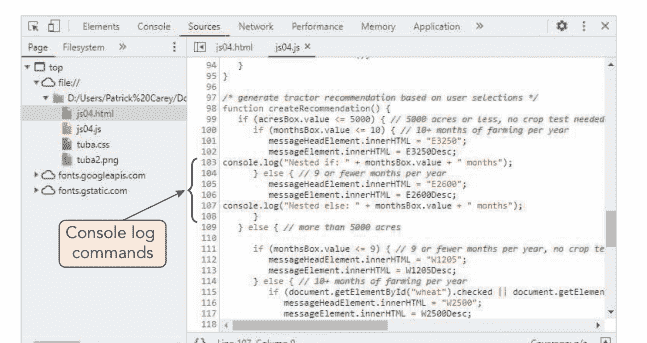 Elements Console Sources Network Performance Memory Application »
Page Filesystem » js04.html js04.js ×
top
file://
D:/Users/Patrick%20Carey/Do
js04.html
js04.js
tuba.css
tuba2.png
fonts.googleapis.com
fonts.gstatic.com
Console log
commands
94 }
95 }
96
97 /* generate tractor recommendation based on user selections */
98 function createRecommendation() {
99 if (acresBox.value <= 5000) { // 5000 acres or less, no crop test needed
100 if (monthsBox.value <= 10) { // 10+ months of farming per year
101 messageHeadElement.innerHTML = "E3250";
102 messageElement.innerHTML = E3250Desc;
103 console.log("Nested if: " + monthsBox.value + " months");
104 } else { // 9 or fewer months per year
105 messageHeadElement.innerHTML = "E2600";
106 messageElement.innerHTML = E2600Desc;
107 console.log("Nested else: " + monthsBox.value + " months");
108 }
109 } else { // more than 5000 acres
110
111 if (monthsBox.value <= 9) { // 9 or fewer months per year, no crop te
112 messageHeadElement.innerHTML = "W1205";
113 messageElement.innerHTML = W1205Desc;
114 } else { // 10+ months of farming per year
115 if (document.getElementById("wheat").checked || document.getElemen
116 messageHeadElement.innerHTML = "W2500";
117 messageElement.innerHTML = W2500Desc;
118
{} Line 107, Column 9